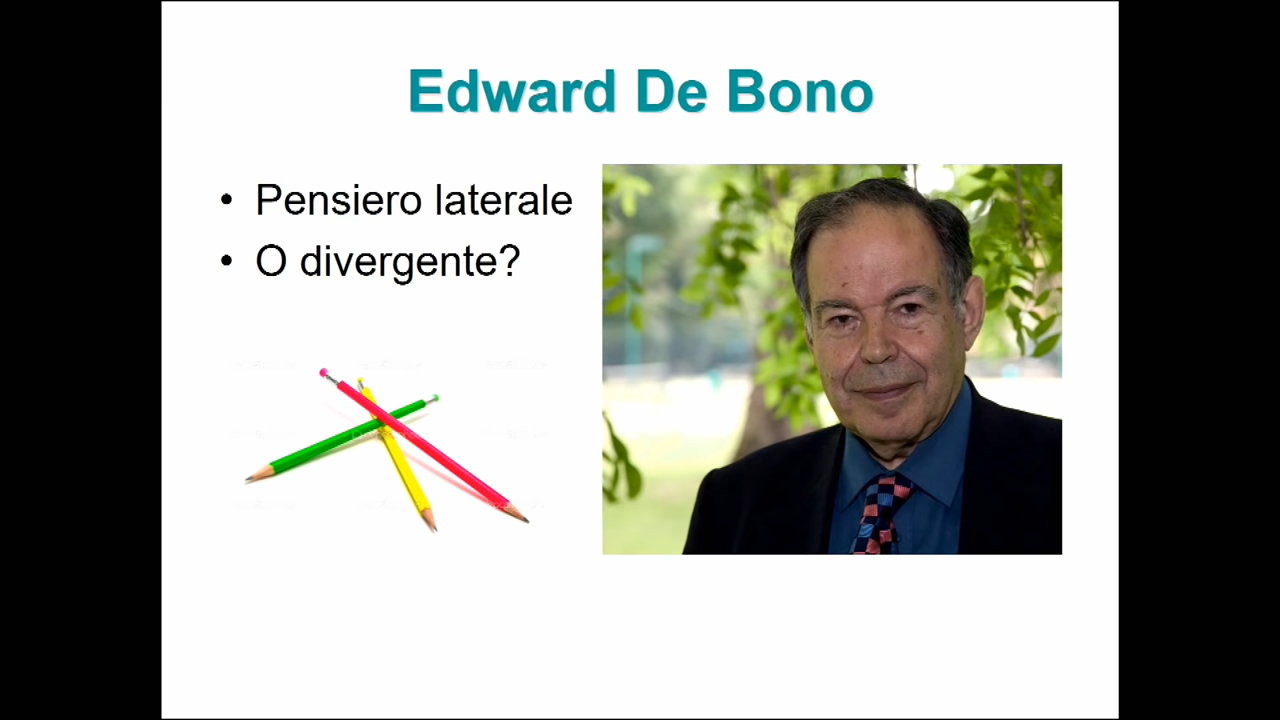 Edward De Bono
• Pensiero laterale
• O divergente?